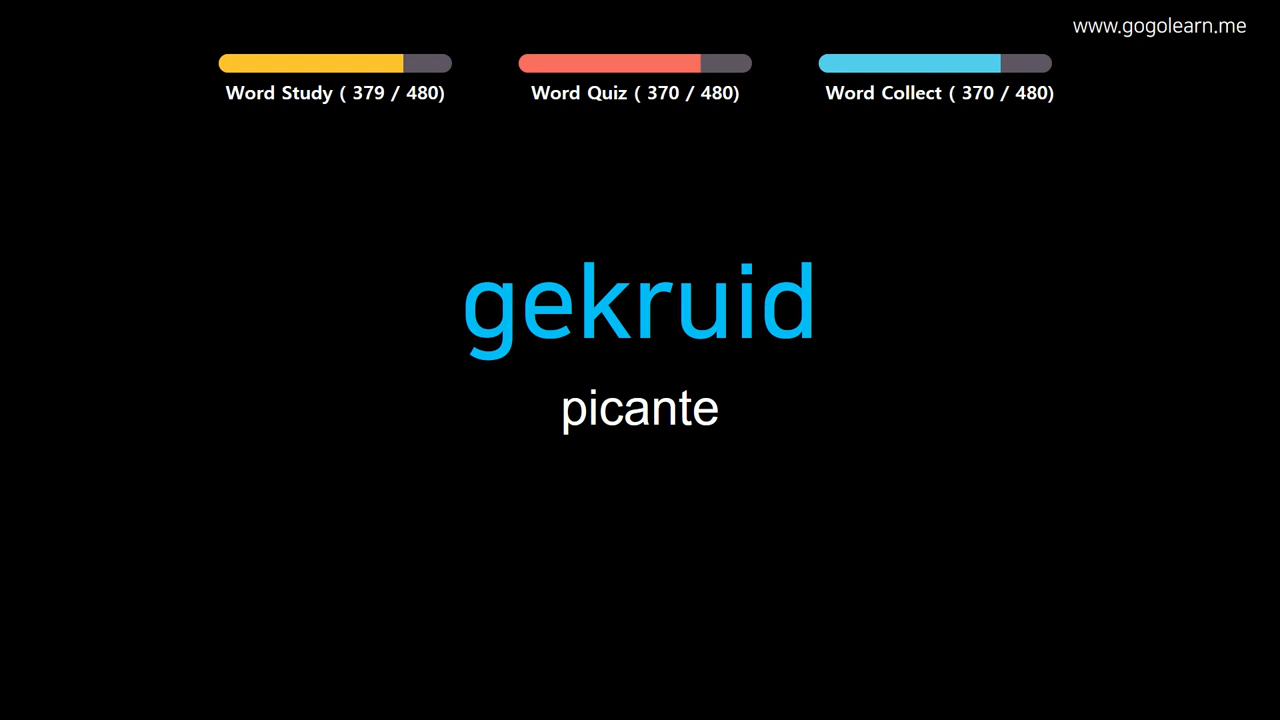 www.gogolearn.me
Word Study ( 379 / 480)
Word Quiz ( 370 / 480)
Word Collect ( 370 / 480)
gekruid
picante